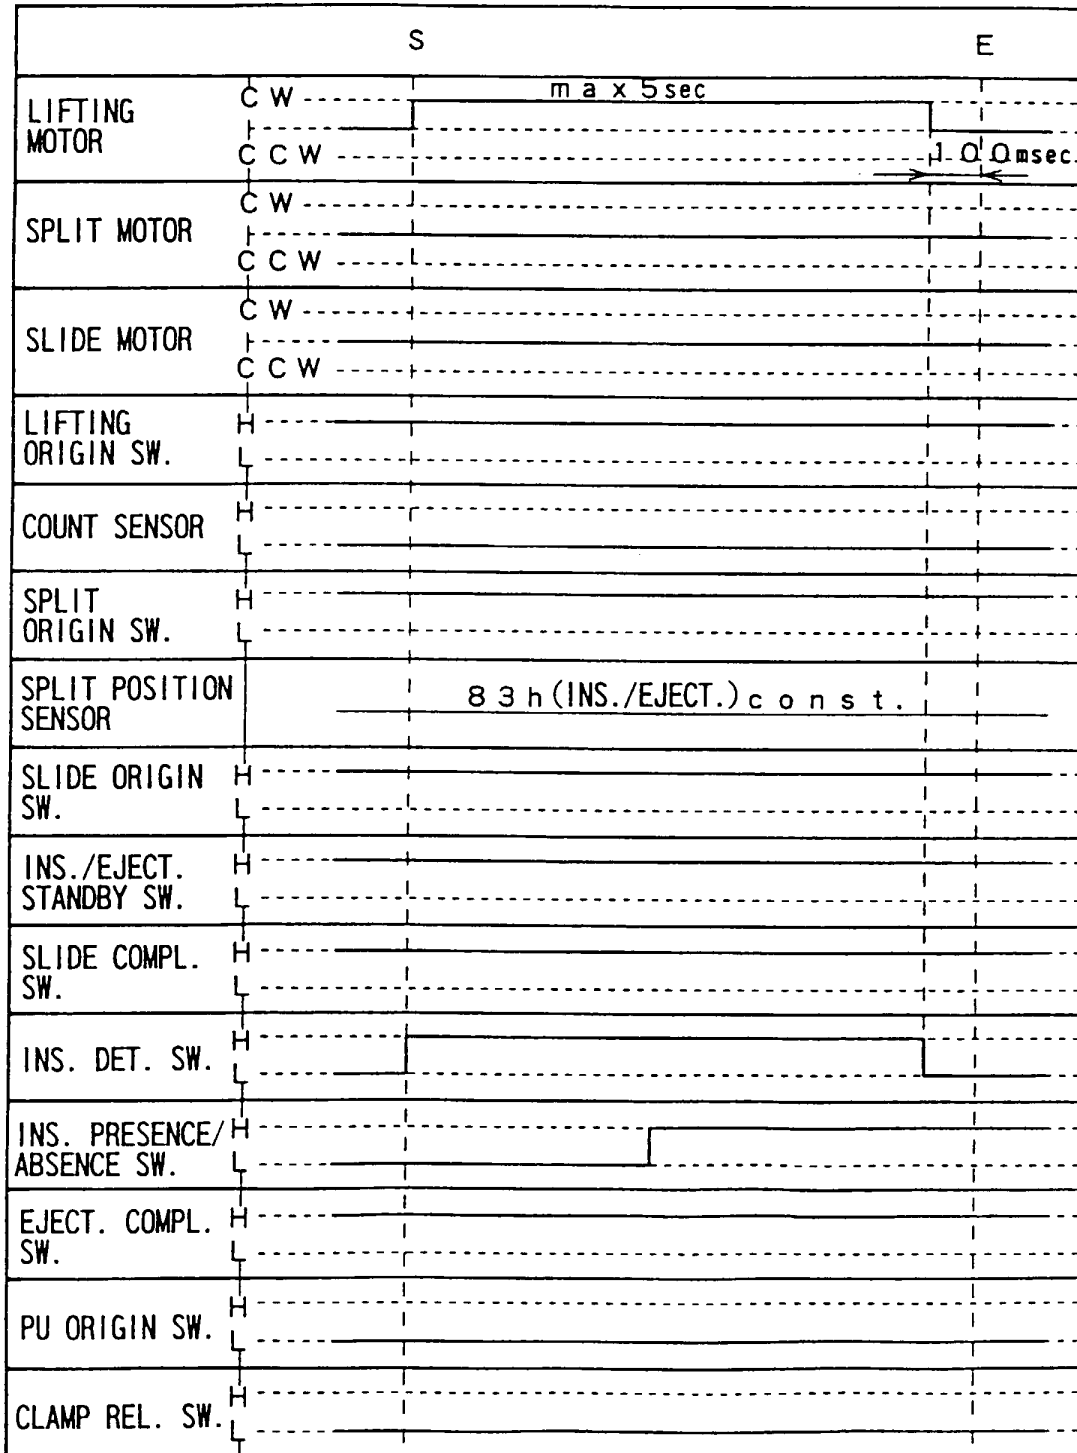 S E
LIFTING
MOTOR
CW
CCW
max5sec
100msec
SPLIT MOTOR
CW
CCW
SLIDE MOTOR
CW
CCW
LIFTING
ORIGIN SW.
H
L
COUNT SENSOR
H
L
SPLIT
ORIGIN SW.
H
L
SPLIT POSITION
SENSOR
83h(INS./EJECT.)const.
SLIDE ORIGIN
SW.
H
L
INS./EJECT.
STANDBY SW.
H
L
SLIDE COMPL.
SW.
H
L
INS. DET. SW.
H
L
INS. PRESENCE/
ABSENCE SW.
H
L
EJECT. COMPL.
SW.
H
L
PU ORIGIN SW.
H
L
CLAMP REL. SW.
H
L